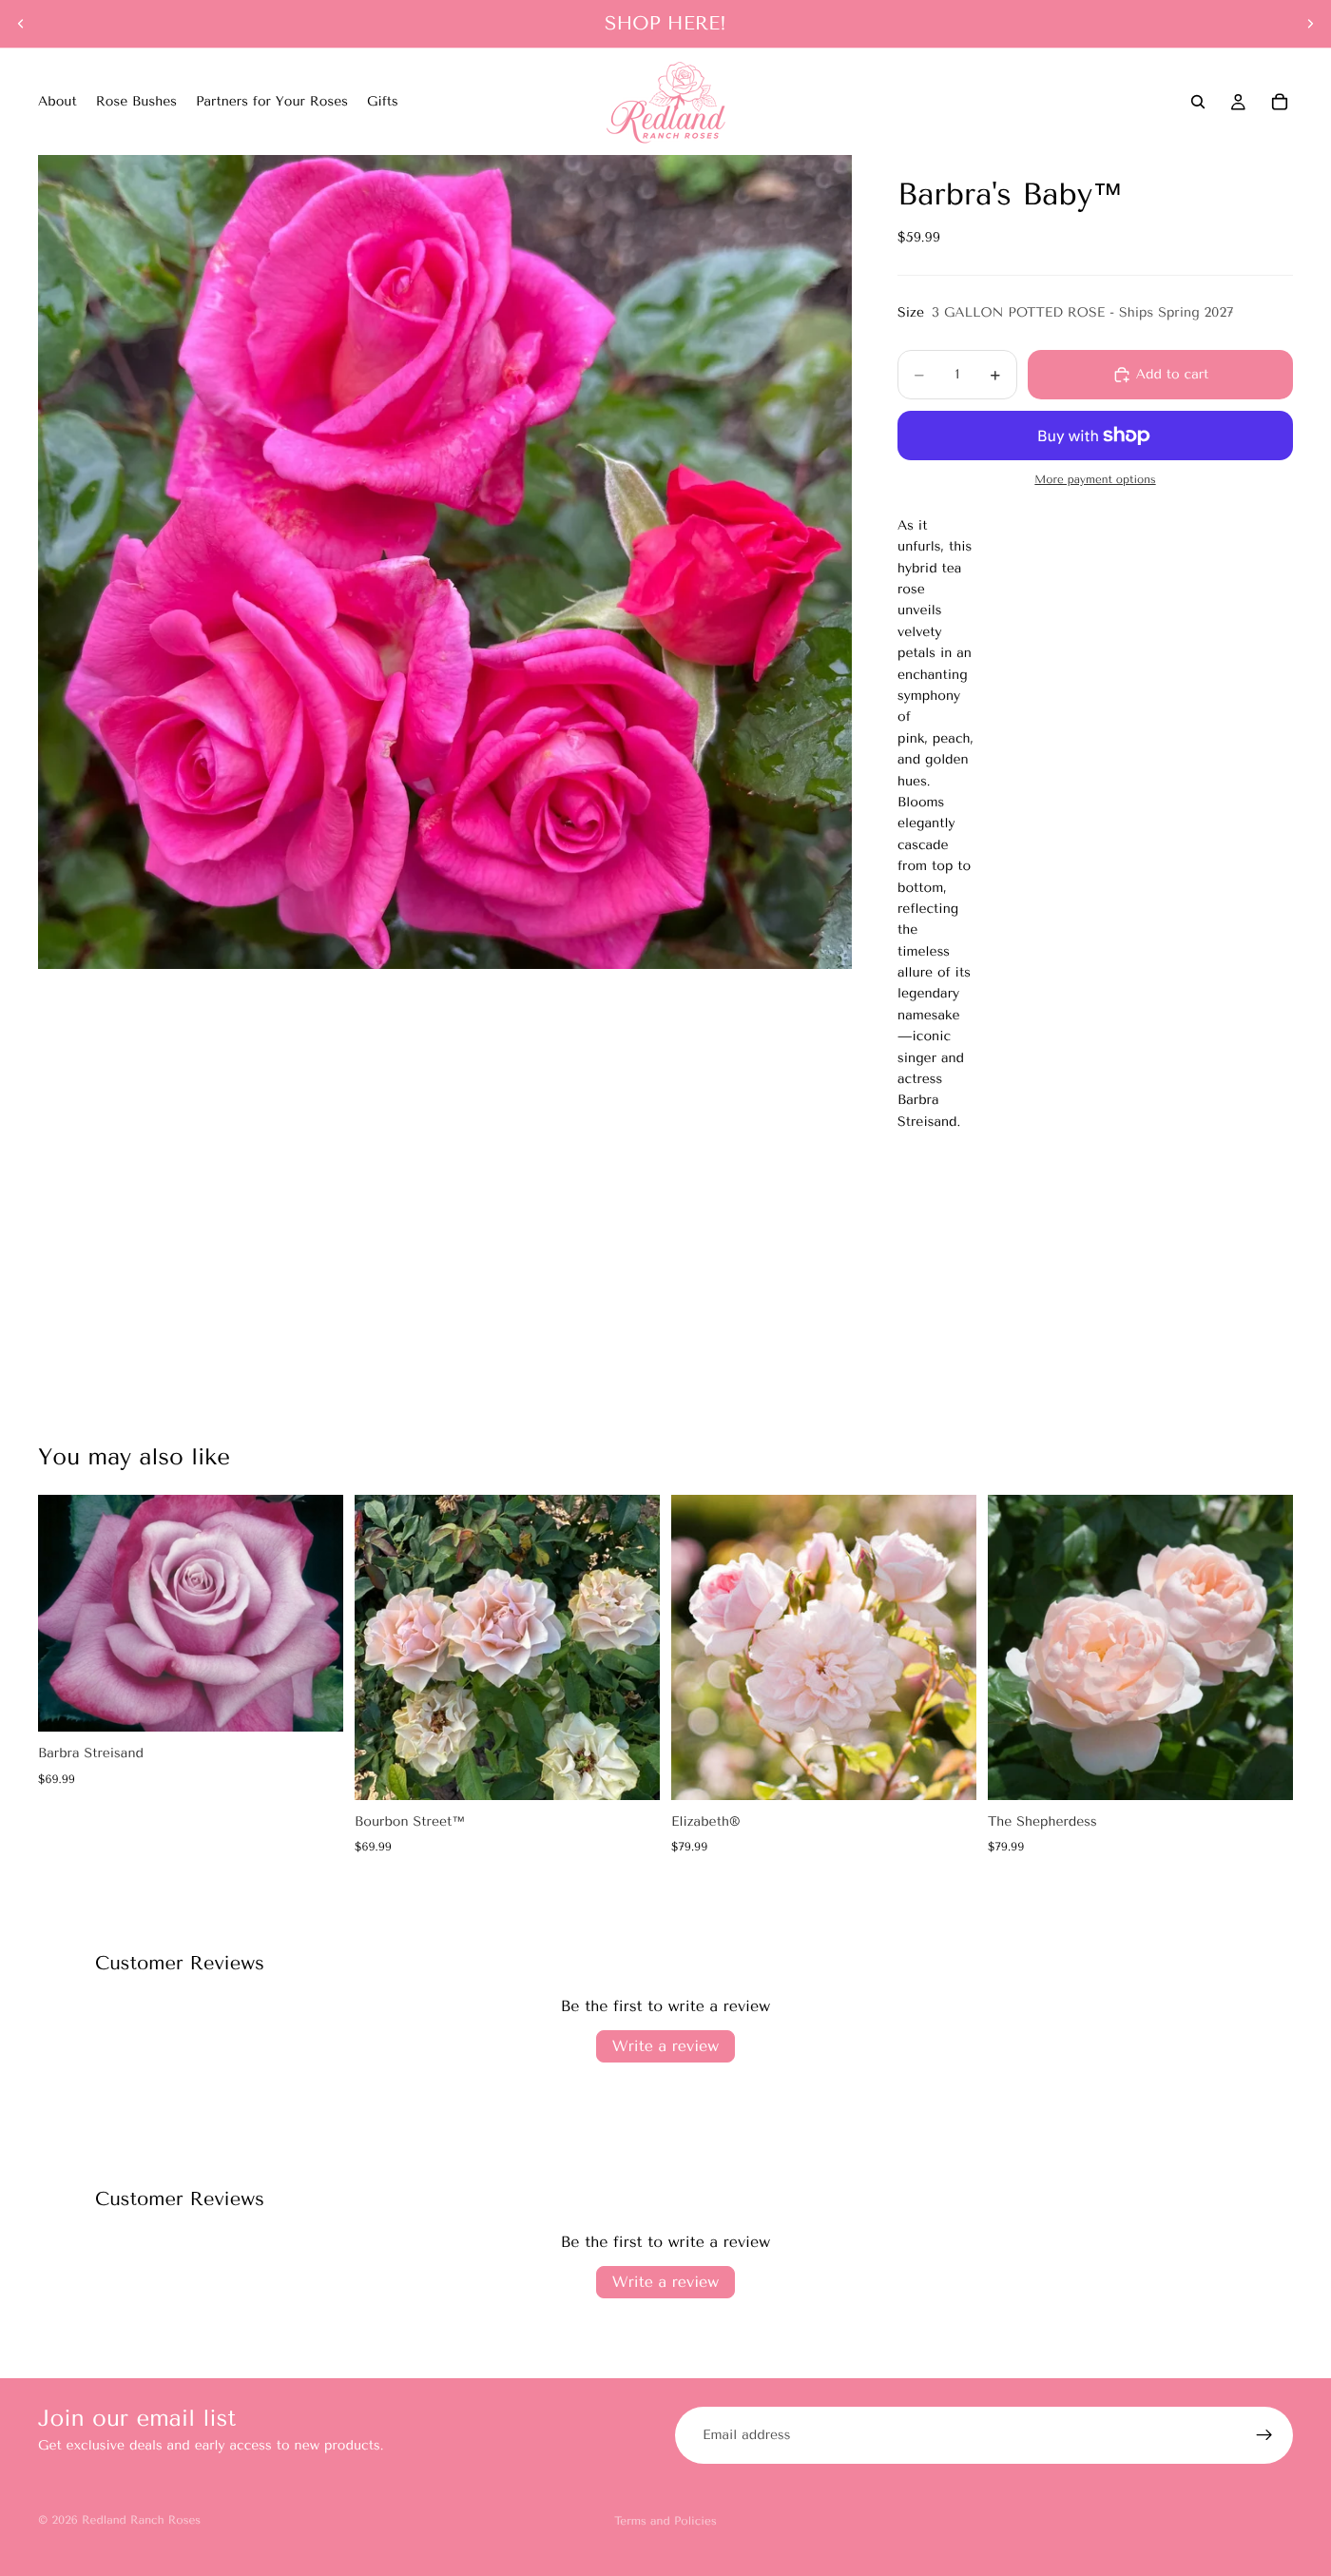 SHOP HERE!
About Rose Bushes Partners for Your Roses Gifts
Redland
RANCH ROSES
Barbra's Baby™
$59.99
Size 3 GALLON POTTED ROSE - Ships Spring 2027
1
Add to cart
Buy with shop
More payment options
As it
unfurls, this
hybrid tea
rose
unveils
velvety
petals in an
enchanting
symphony
of
pink, peach,
and golden
hues.
Blooms
elegantly
cascade
from top to
bottom,
reflecting
the
timeless
allure of its
legendary
namesake
—iconic
singer and
actress
Barbra
Streisand.
You may also like
Barbra Streisand
$69.99
Bourbon Street™
$69.99
Elizabeth®
$79.99
The Shepherdess
$79.99
Customer Reviews
Be the first to write a review
Write a review
Customer Reviews
Be the first to write a review
Write a review
Join our email list
Get exclusive deals and early access to new products.
Email address
© 2026 Redland Ranch Roses
Terms and Policies